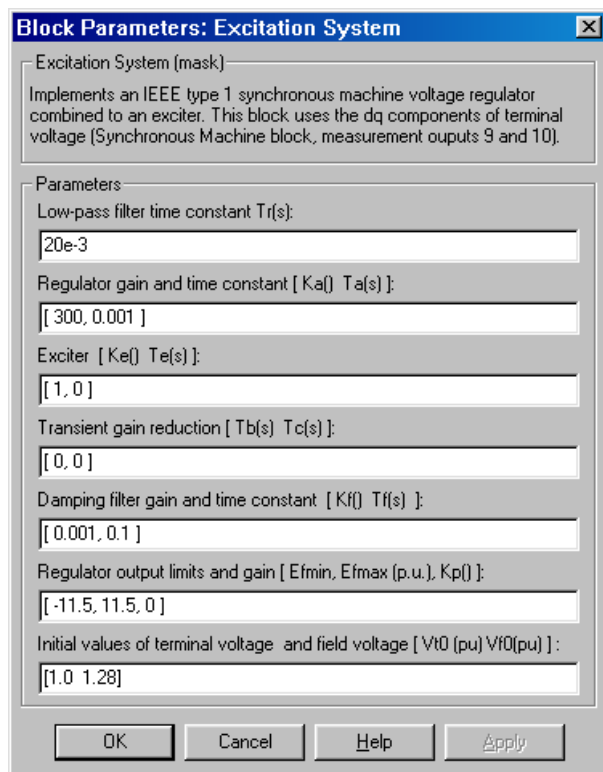 Block Parameters: Excitation System
Excitation System (mask)
Implements an IEEE type 1 synchronous machine voltage regulator
combined to an exciter. This block uses the dq components of terminal
voltage (Synchronous Machine block, measurement ouputs 9 and 10).
Parameters
Low-pass filter time constant Tr(s):
20e-3
Regulator gain and time constant [ Ka() Ta(s) ]:
[ 300, 0.001 ]
Exciter [ Ke() Te(s) ]:
[ 1, 0 ]
Transient gain reduction [ Tb(s) Tc(s) ]:
[ 0, 0 ]
Damping filter gain and time constant [ Kf() Tf(s) ]:
[ 0.001, 0.1 ]
Regulator output limits and gain [ Efmin, Efmax (p.u.), Kp() ]:
[ -11.5, 11.5, 0 ]
Initial values of terminal voltage and field voltage [ Vt0 (pu) Vf0(pu) ] :
[1.0 1.28]
OK Cancel Help Apply